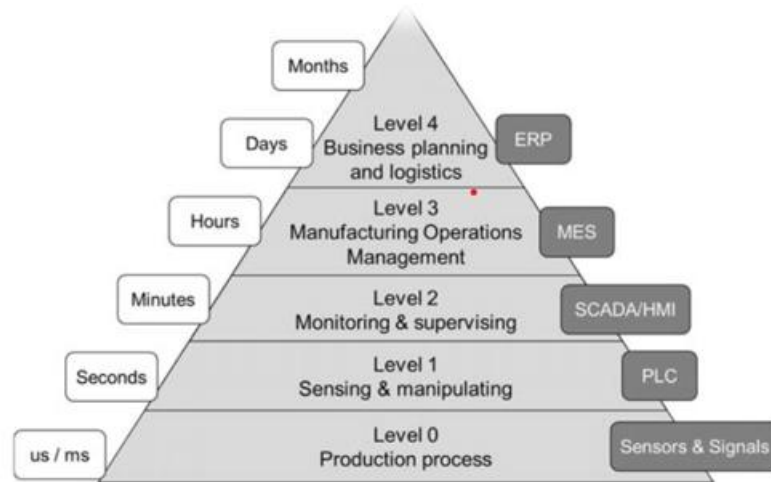 Months
Days
Level 4
Business planning
and logistics
ERP
Hours
Level 3
Manufacturing Operations
Management
MES
Minutes
Level 2
Monitoring & supervising
SCADA/HMI
Seconds
Level 1
Sensing & manipulating
PLC
us / ms
Level 0
Production process
Sensors & Signals